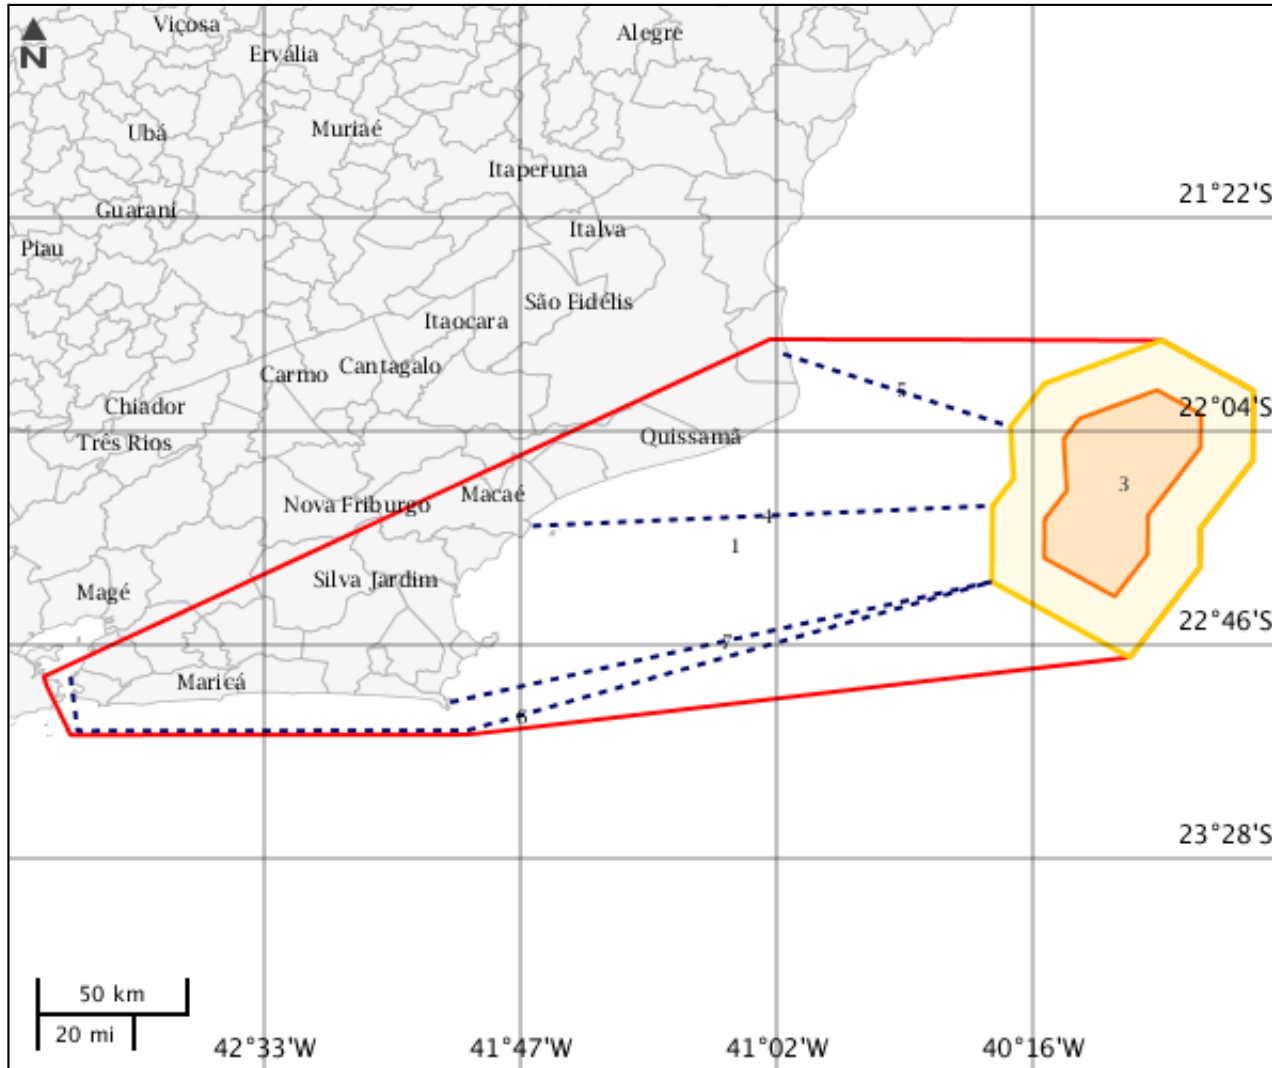 Viçosa
Alegre
N
Ervália
Ubá
Muriaé
Itaperuna
21°22'S
Guarani
Italva
Piau
São Fidélis
Itaocara
Cantagalo
Carmo
5
Chiador
22°04'S
Quissamã
Três Rios
3
Macaé
Nova Friburgo
4
1
Silva Jardim
Magé
22°46'S
7
Maricá
6
23°28'S
50 km
20 mi
42°33'W
41°47'W
41°02'W
40°16'W